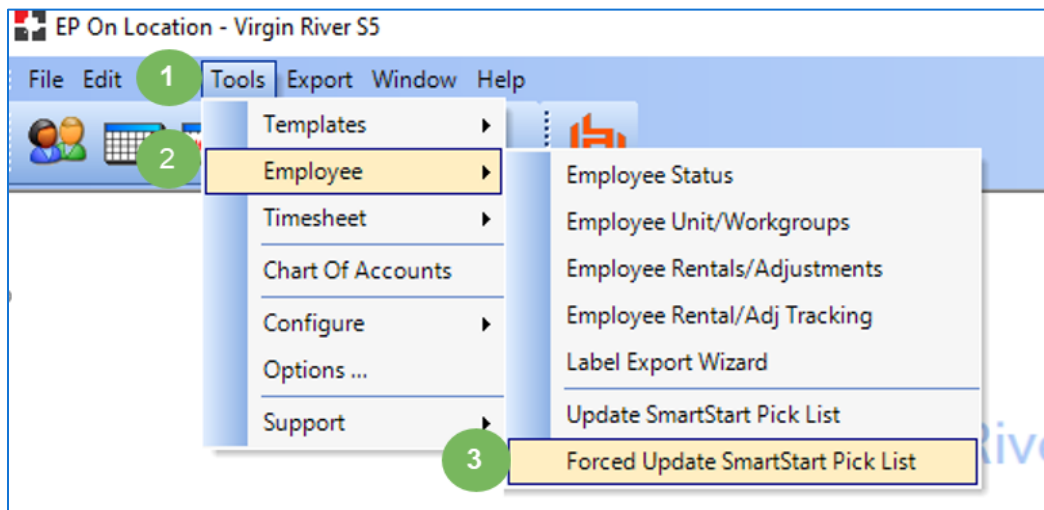 EP On Location - Virgin River S5
File Edit 1 Tools Export Window Help
Templates
2 Employee
Timesheet
Chart Of Accounts
Configure
Options ...
Support
Employee Status
Employee Unit/Workgroups
Employee Rentals/Adjustments
Employee Rental/Adj Tracking
Label Export Wizard
Update SmartStart Pick List
3 Forced Update SmartStart Pick List